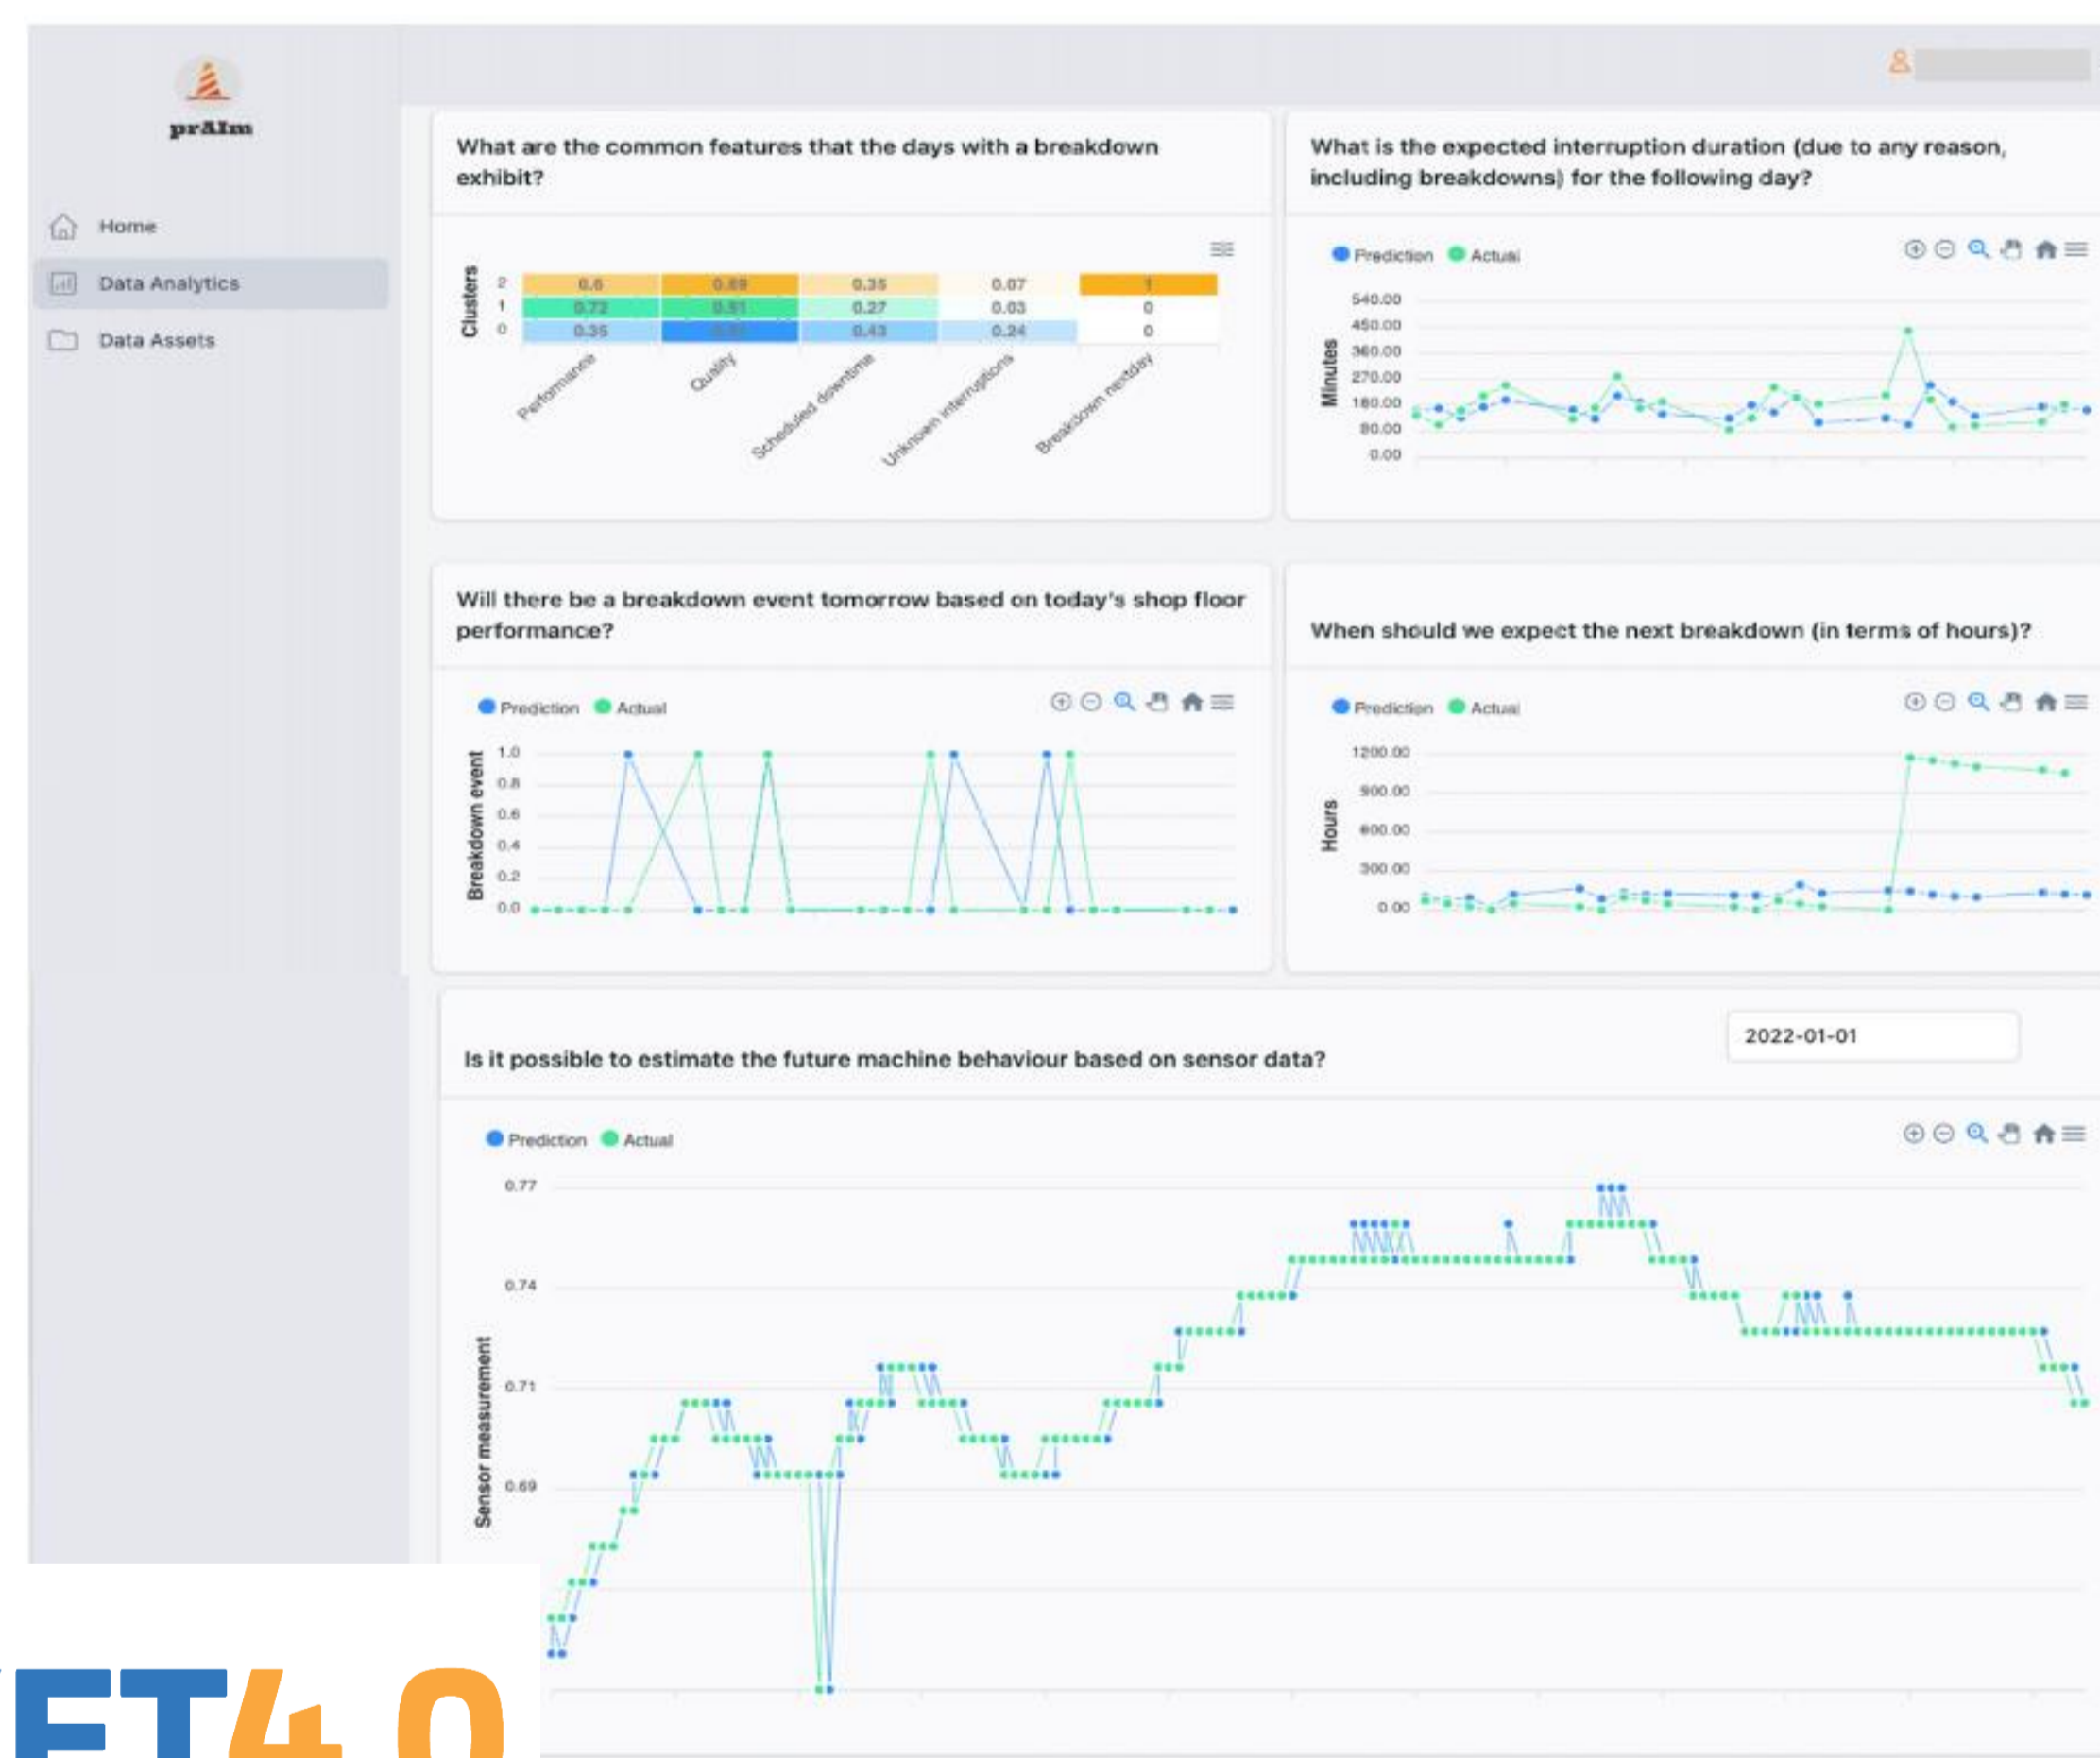 prAIm
Home
Data Analytics
Data Assets
What are the common features that the days with a breakdown
exhibit?
Clusters
2 0.6 0.89 0.35 0.07 1
1 0.72 0.91 0.27 0.03 0
0 0.35 0.43 0.24 0
Performance
Quality
Scheduled downtime
Unknown interruptions
Breakdown nextday
What is the expected interruption duration (due to any reason,
including breakdowns) for the following day?
Prediction Actual
Minutes
540.00
450.00
360.00
270.00
180.00
80.00
0.00
Will there be a breakdown event tomorrow based on today's shop floor
performance?
Prediction Actual
Breakdown event
1.0
0.8
0.6
0.4
0.2
0.0
When should we expect the next breakdown (in terms of hours)?
Prediction Actual
Hours
1200.00
900.00
600.00
300.00
0.00
Is it possible to estimate the future machine behaviour based on sensor data?
2022-01-01
Prediction Actual
Sensor measurement
0.77
0.74
0.71
0.69
ET4.0